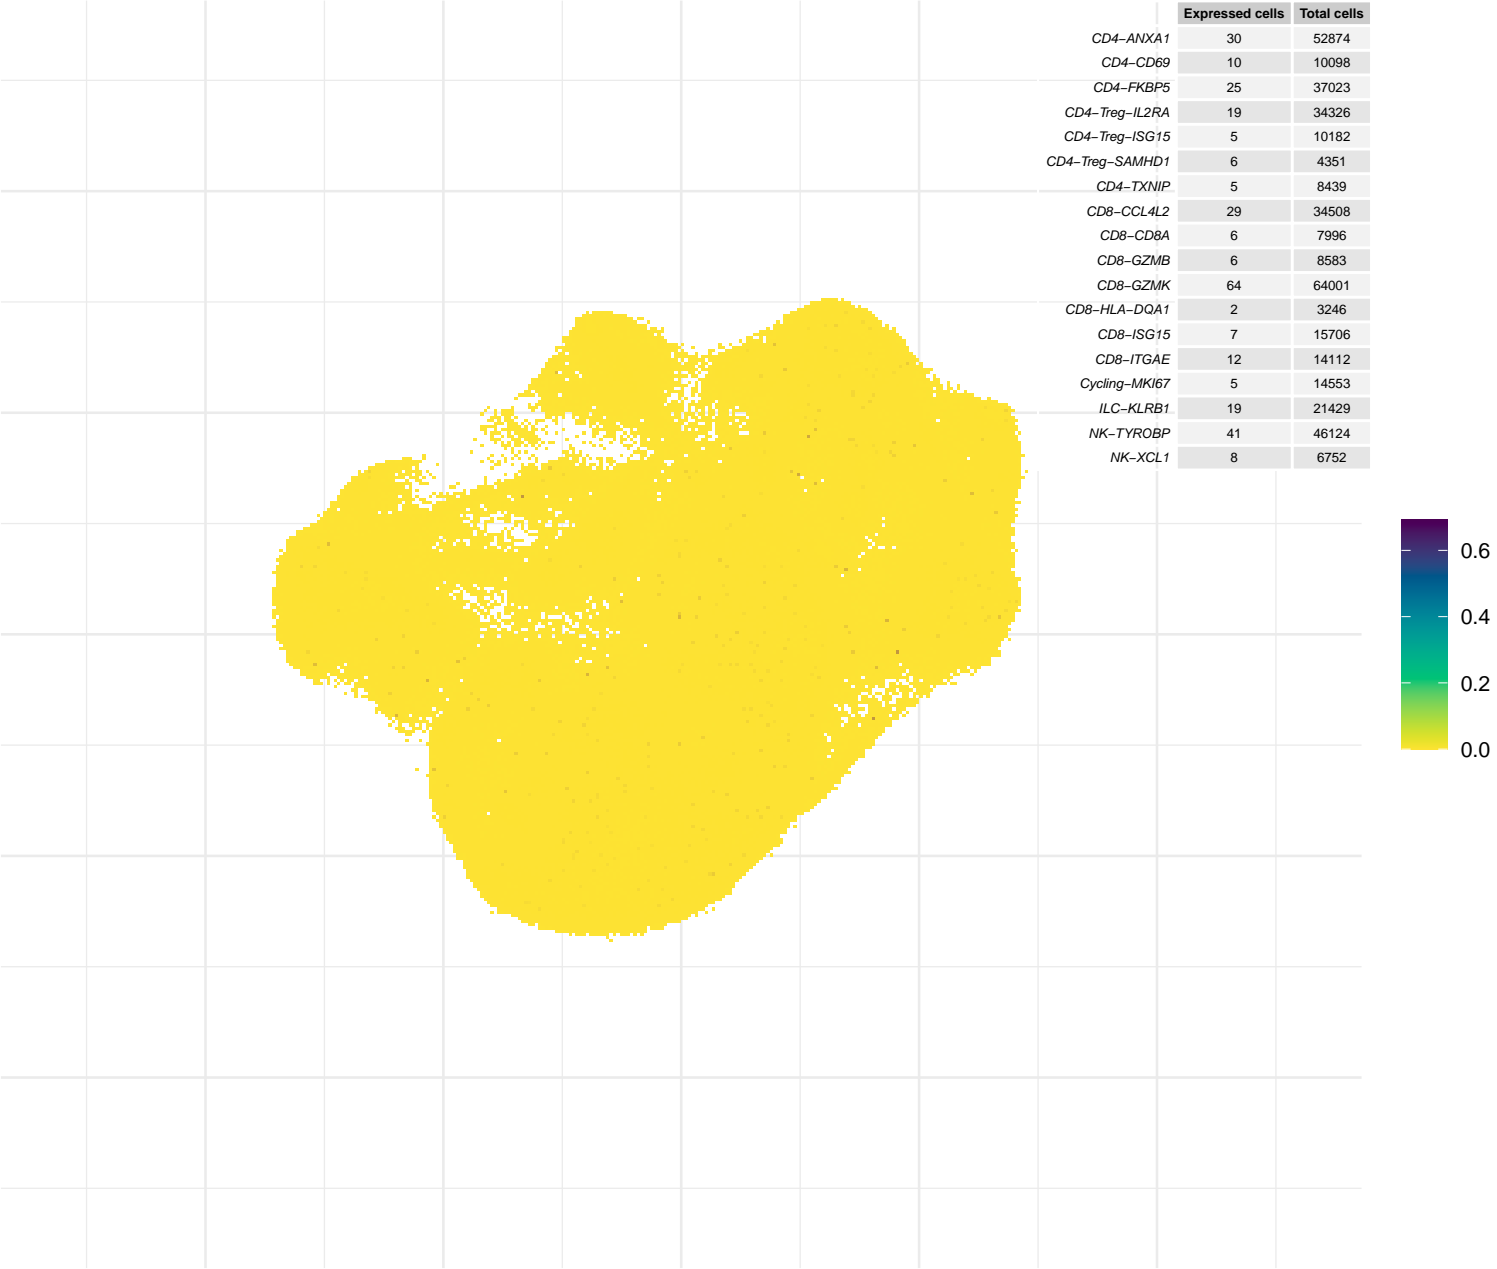 Expressed cells Total cells
CD4−ANXA1 30 52874
CD4−CD69 10 10098
CD4−FKBP5 25 37023
CD4−Treg−IL2RA 19 34326
CD4−Treg−ISG15 5 10182
CD4−Treg−SAMHD1 6 4351
CD4−TXNIP 5 8439
CD8−CCL4L2 29 34508
CD8−CD8A 6 7996
CD8−GZMB 6 8583
CD8−GZMK 64 64001
CD8−HLA−DQA1 2 3246
CD8−ISG15 7 15706
CD8−ITGAE 12 14112
Cycling−MKI67 5 14553
ILC−KLRB1 19 21429
NK−TYROBP 41 46124
NK−XCL1 8 6752
0.6
0.4
0.2
0.0